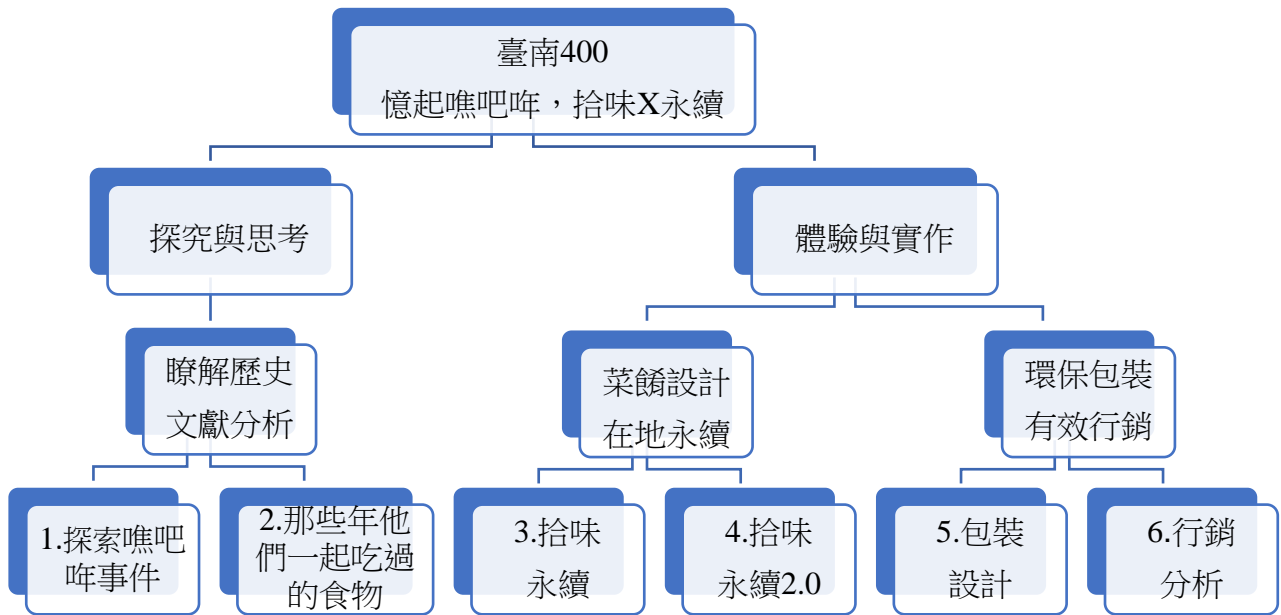 臺南400
憶起噍吧哖，拾味X永續
探究與思考
體驗與實作
瞭解歷史
文獻分析
菜餚設計
在地永續
環保包裝
有效行銷
1.探索噍吧
哖事件
2.那些年他
們一起吃過
的食物
3.拾味
永續
4.拾味
永續2.0
5.包裝
設計
6.行銷
分析